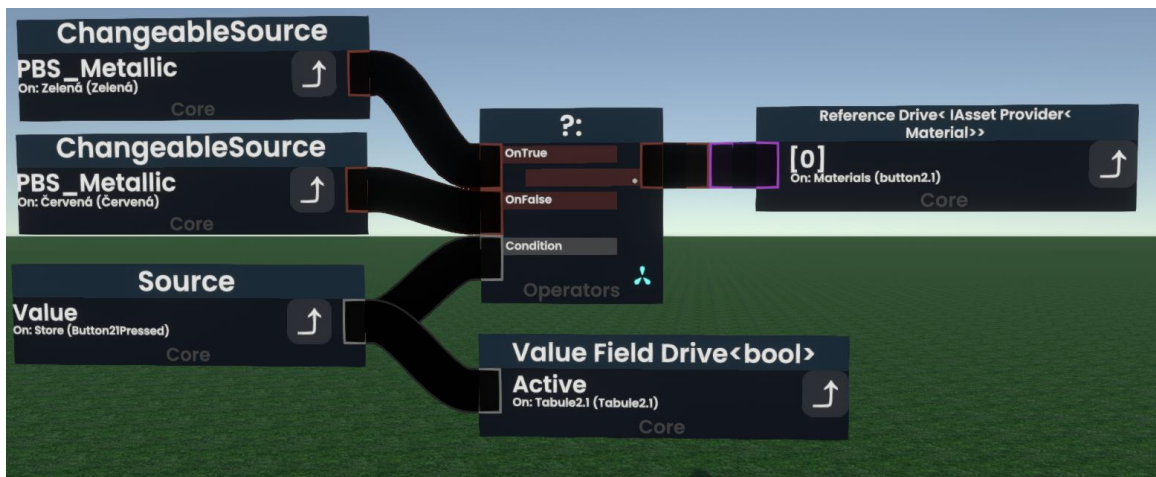 ChangeableSource
PBS_Metallic
On: Zelená (Zelená)
Core
ChangeableSource
PBS_Metallic
On: Červená (Červená)
Core
Source
Value
On: Store (Button21Pressed)
Core
?:
OnTrue
*
OnFalse
Condition
Operators
Reference Drive< IAsset Provider<
Material>>
[0]
On: Materials (button2.1)
Core
Value Field Drive<bool>
Active
On: Tabule2.1 (Tabule2.1)
Core